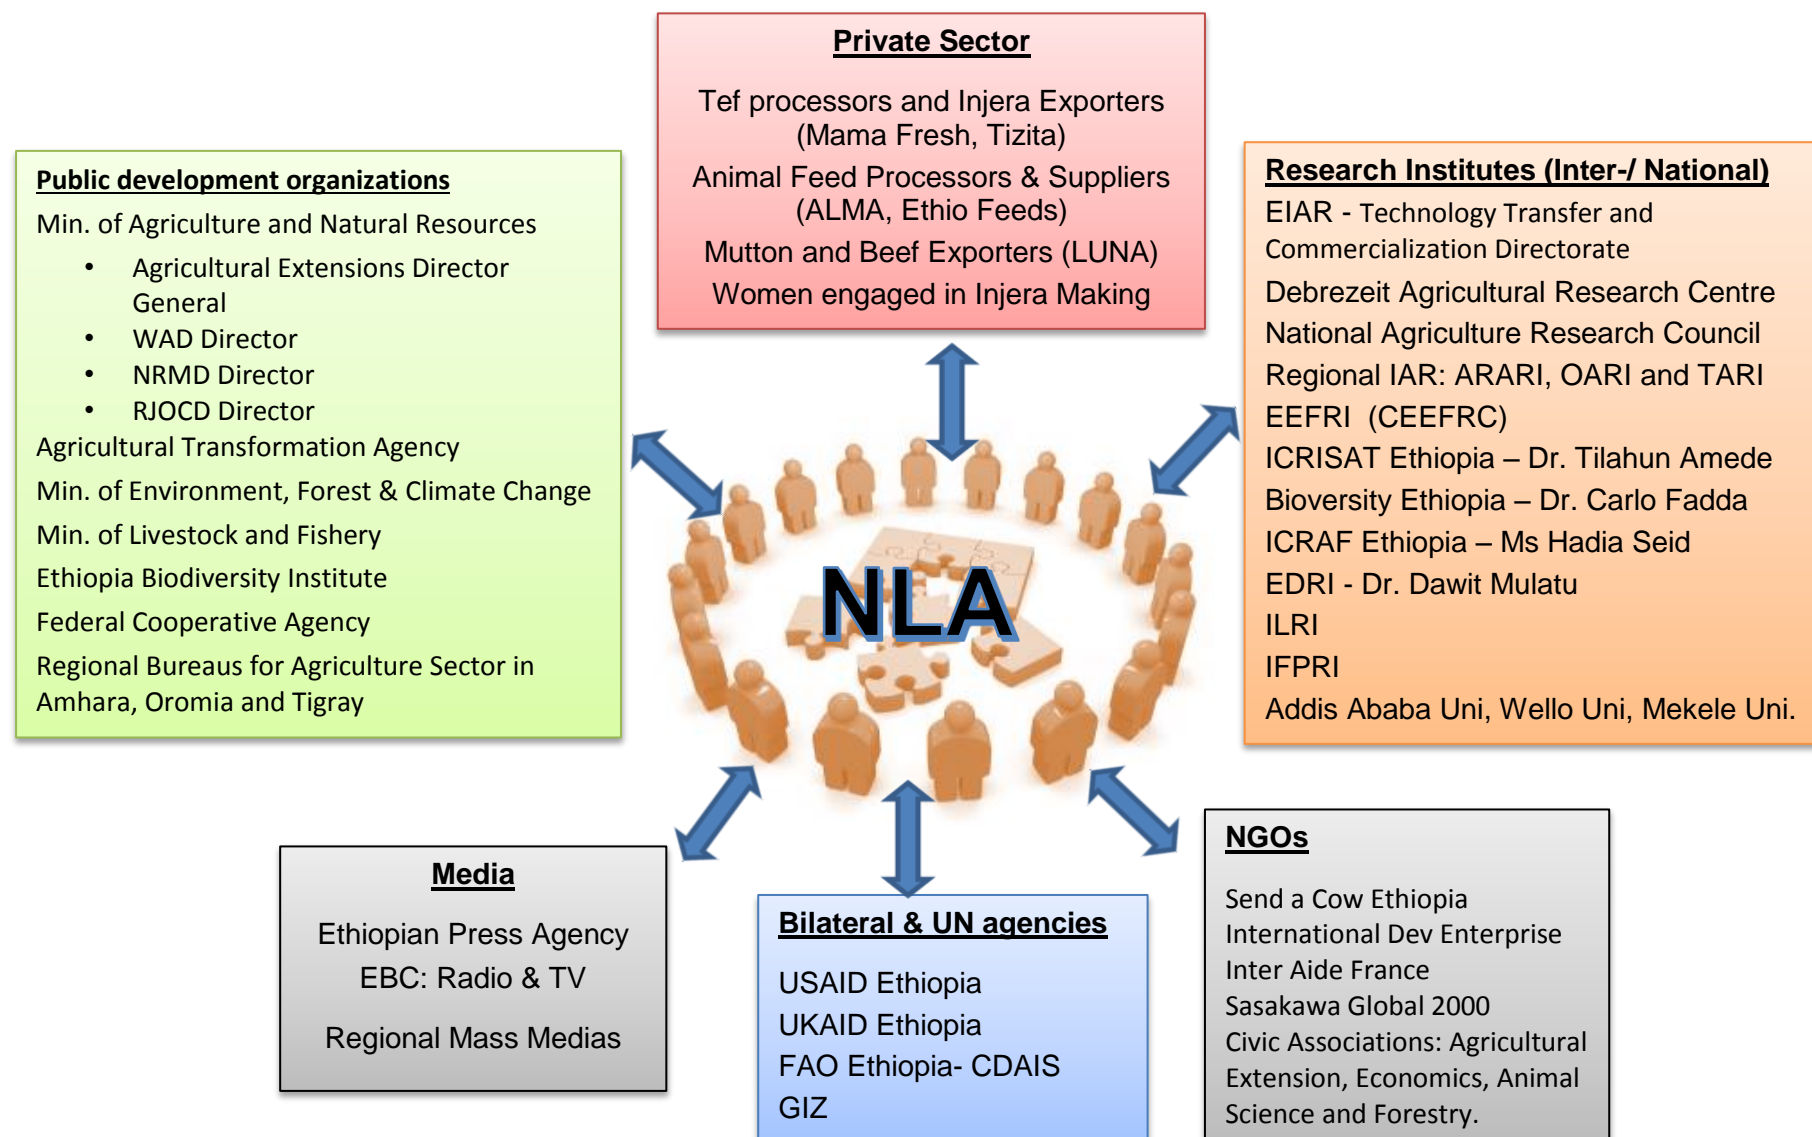 Private Sector
Tef processors and Injera Exporters
(Mama Fresh, Tizita)
Animal Feed Processors & Suppliers
(ALMA, Ethio Feeds)
Mutton and Beef Exporters (LUNA)
Women engaged in Injera Making
Public development organizations
Min. of Agriculture and Natural Resources
• Agricultural Extensions Director
General
• WAD Director
• NRMD Director
• RJOCD Director
Agricultural Transformation Agency
Min. of Environment, Forest & Climate Change
Min. of Livestock and Fishery
Ethiopia Biodiversity Institute
Federal Cooperative Agency
Regional Bureaus for Agriculture Sector in
Amhara, Oromia and Tigray
Research Institutes (Inter-/ National)
EIAR - Technology Transfer and
Commercialization Directorate
Debrezeit Agricultural Research Centre
National Agriculture Research Council
Regional IAR: ARARI, OARI and TARI
EEFRI (CEEFRC)
ICRISAT Ethiopia – Dr. Tilahun Amede
Bioversity Ethiopia – Dr. Carlo Fadda
ICRAF Ethiopia – Ms Hadia Seid
EDRI - Dr. Dawit Mulatu
ILRI
IFPRI
Addis Ababa Uni, Wello Uni, Mekele Uni.
NLA
Media
Ethiopian Press Agency
EBC: Radio & TV
Regional Mass Medias
Bilateral & UN agencies
USAID Ethiopia
UKAID Ethiopia
FAO Ethiopia- CDAIS
GIZ
NGOs
Send a Cow Ethiopia
International Dev Enterprise
Inter Aide France
Sasakawa Global 2000
Civic Associations: Agricultural
Extension, Economics, Animal
Science and Forestry.